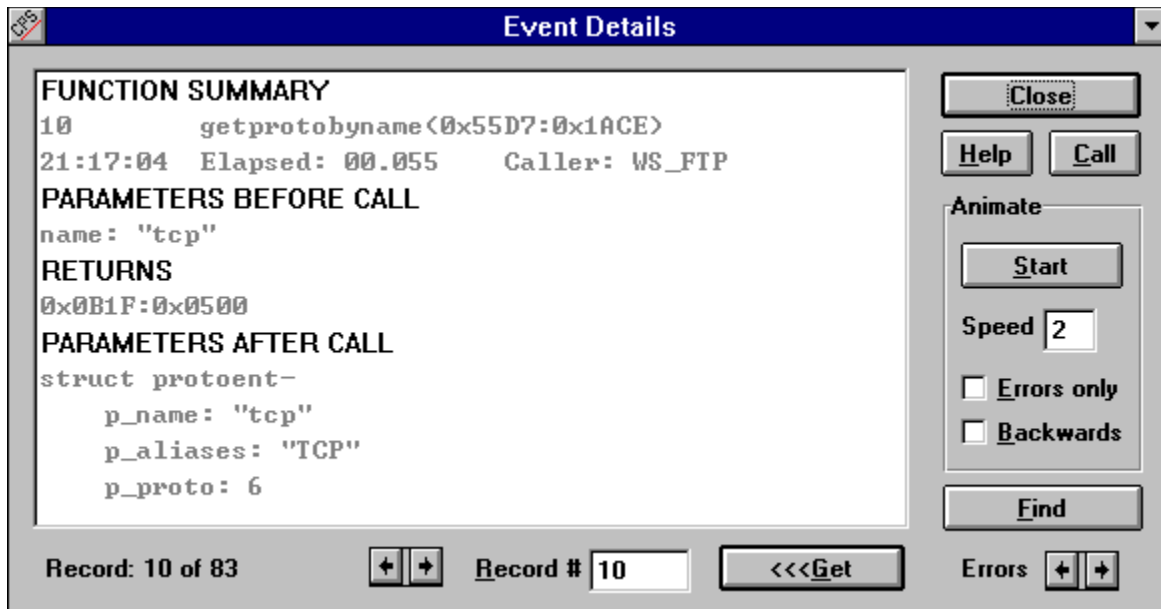 CPS
Event Details
FUNCTION SUMMARY
10 getprotobyname(0x55D7:0x1ACE)
21:17:04 Elapsed: 00.055 Caller: WS_FTP
PARAMETERS BEFORE CALL
name: "tcp"
RETURNS
0x0B1F:0x0500
PARAMETERS AFTER CALL
struct protoent-
p_name: "tcp"
p_aliases: "TCP"
p_proto: 6
Close
Help Call
Animate
Start
Speed 2
Errors only
Backwards
Find
Record: 10 of 83 Record # 10 <<<Get Errors